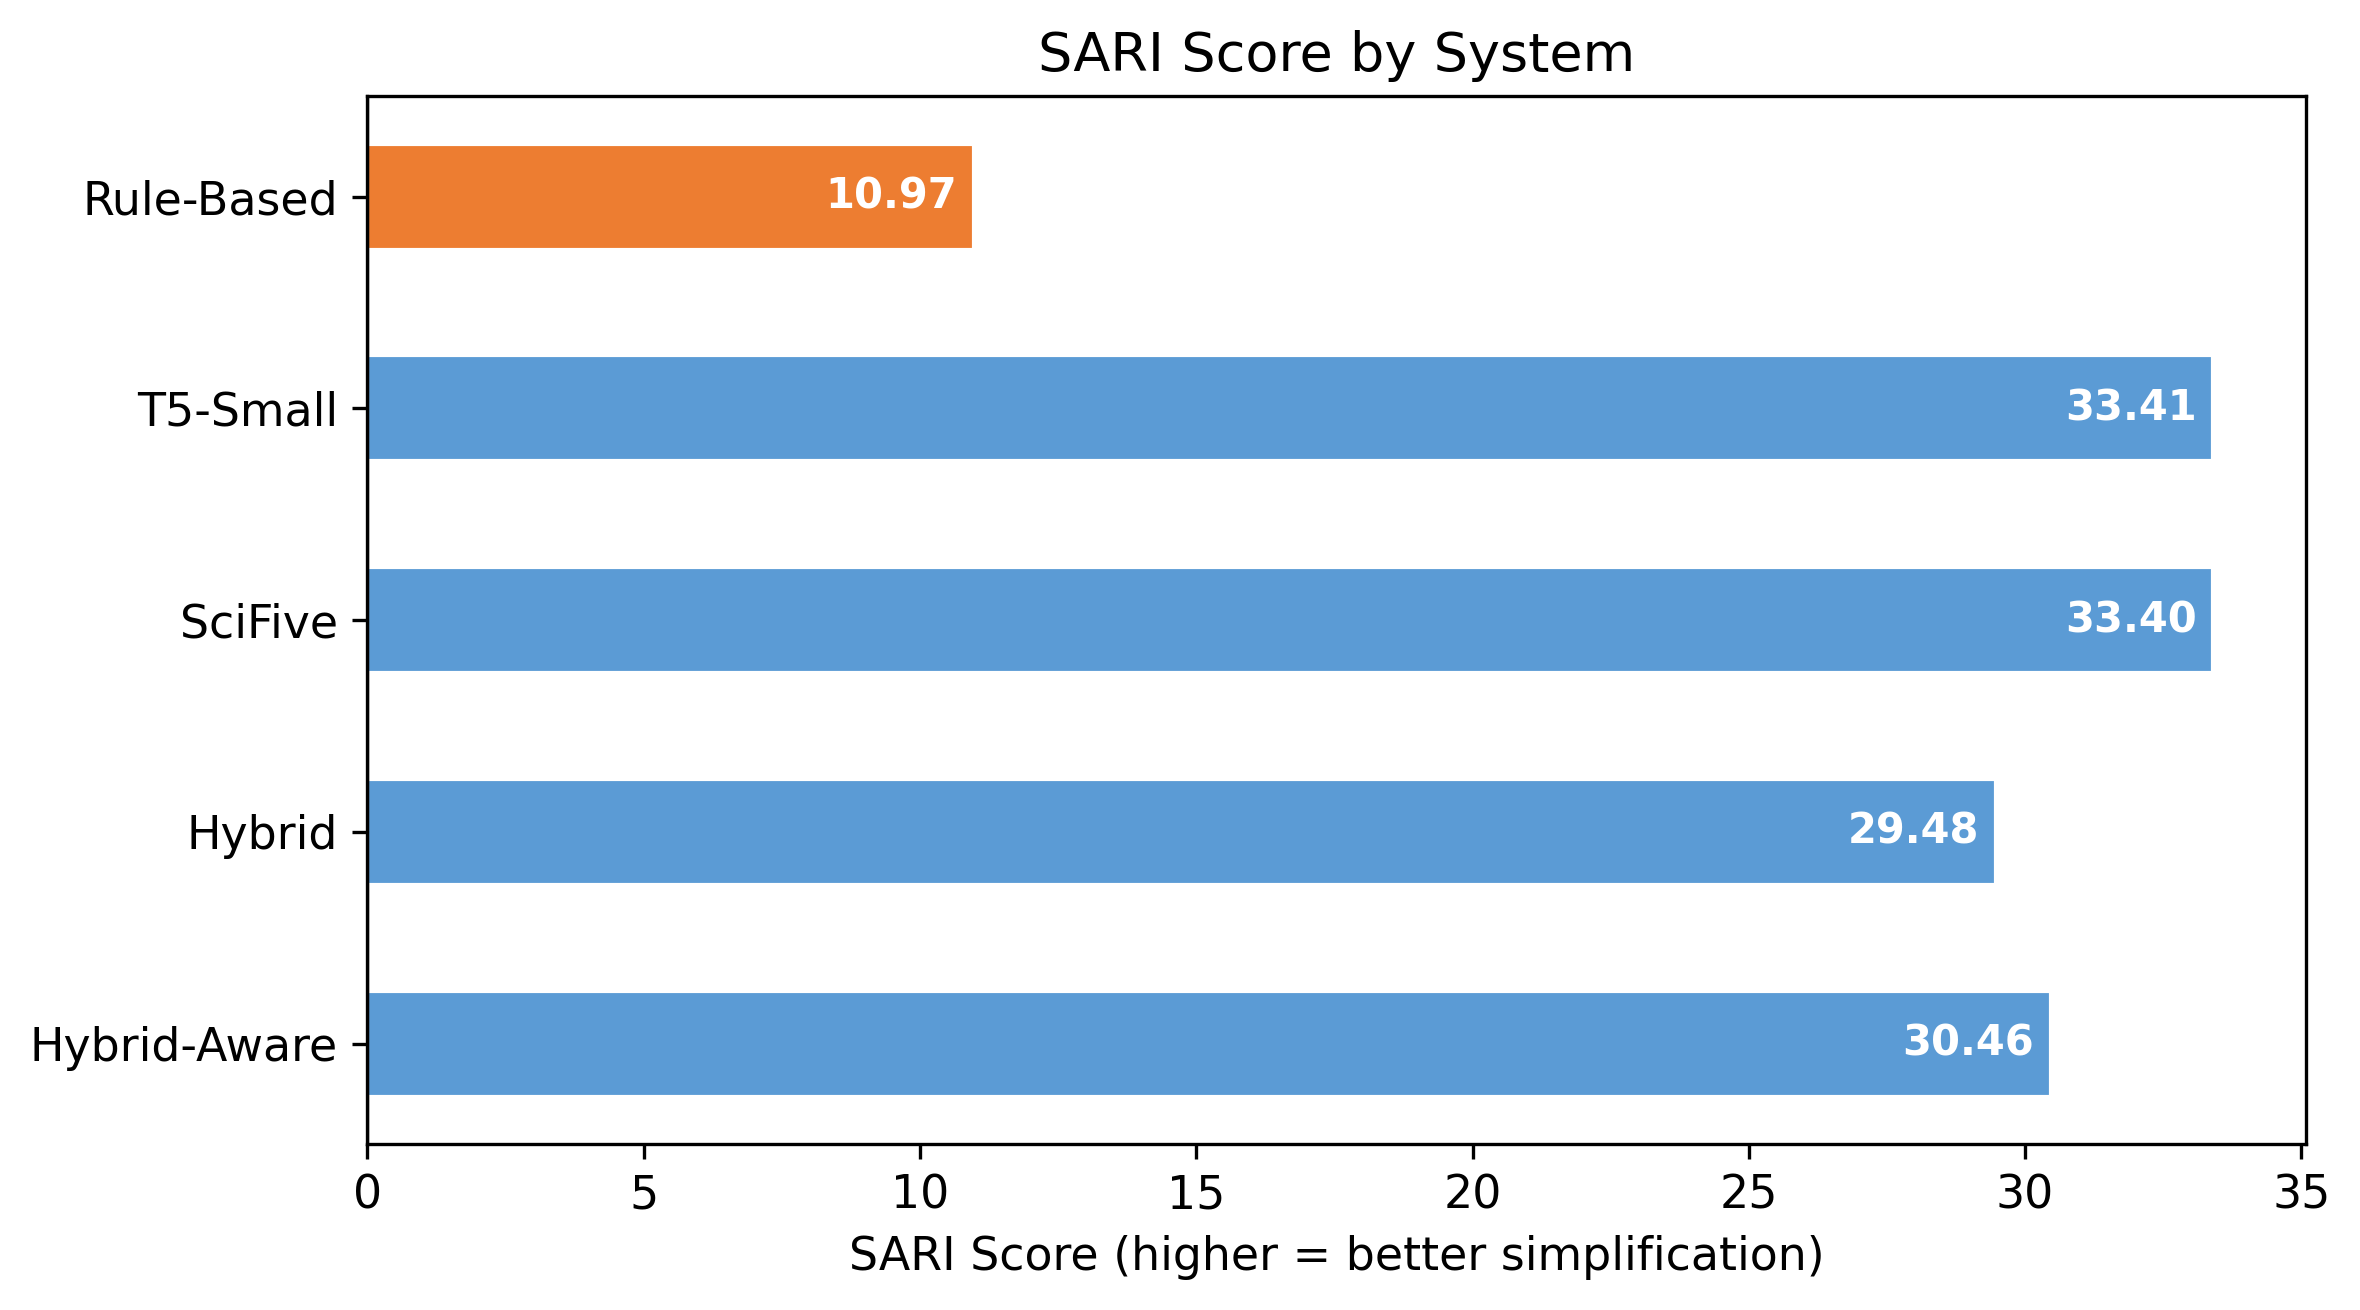 SARI Score by System
Rule-Based 10.97
T5-Small 33.41
SciFive 33.40
Hybrid 29.48
Hybrid-Aware 30.46
0 5 10 15 20 25 30 35
SARI Score (higher = better simplification)